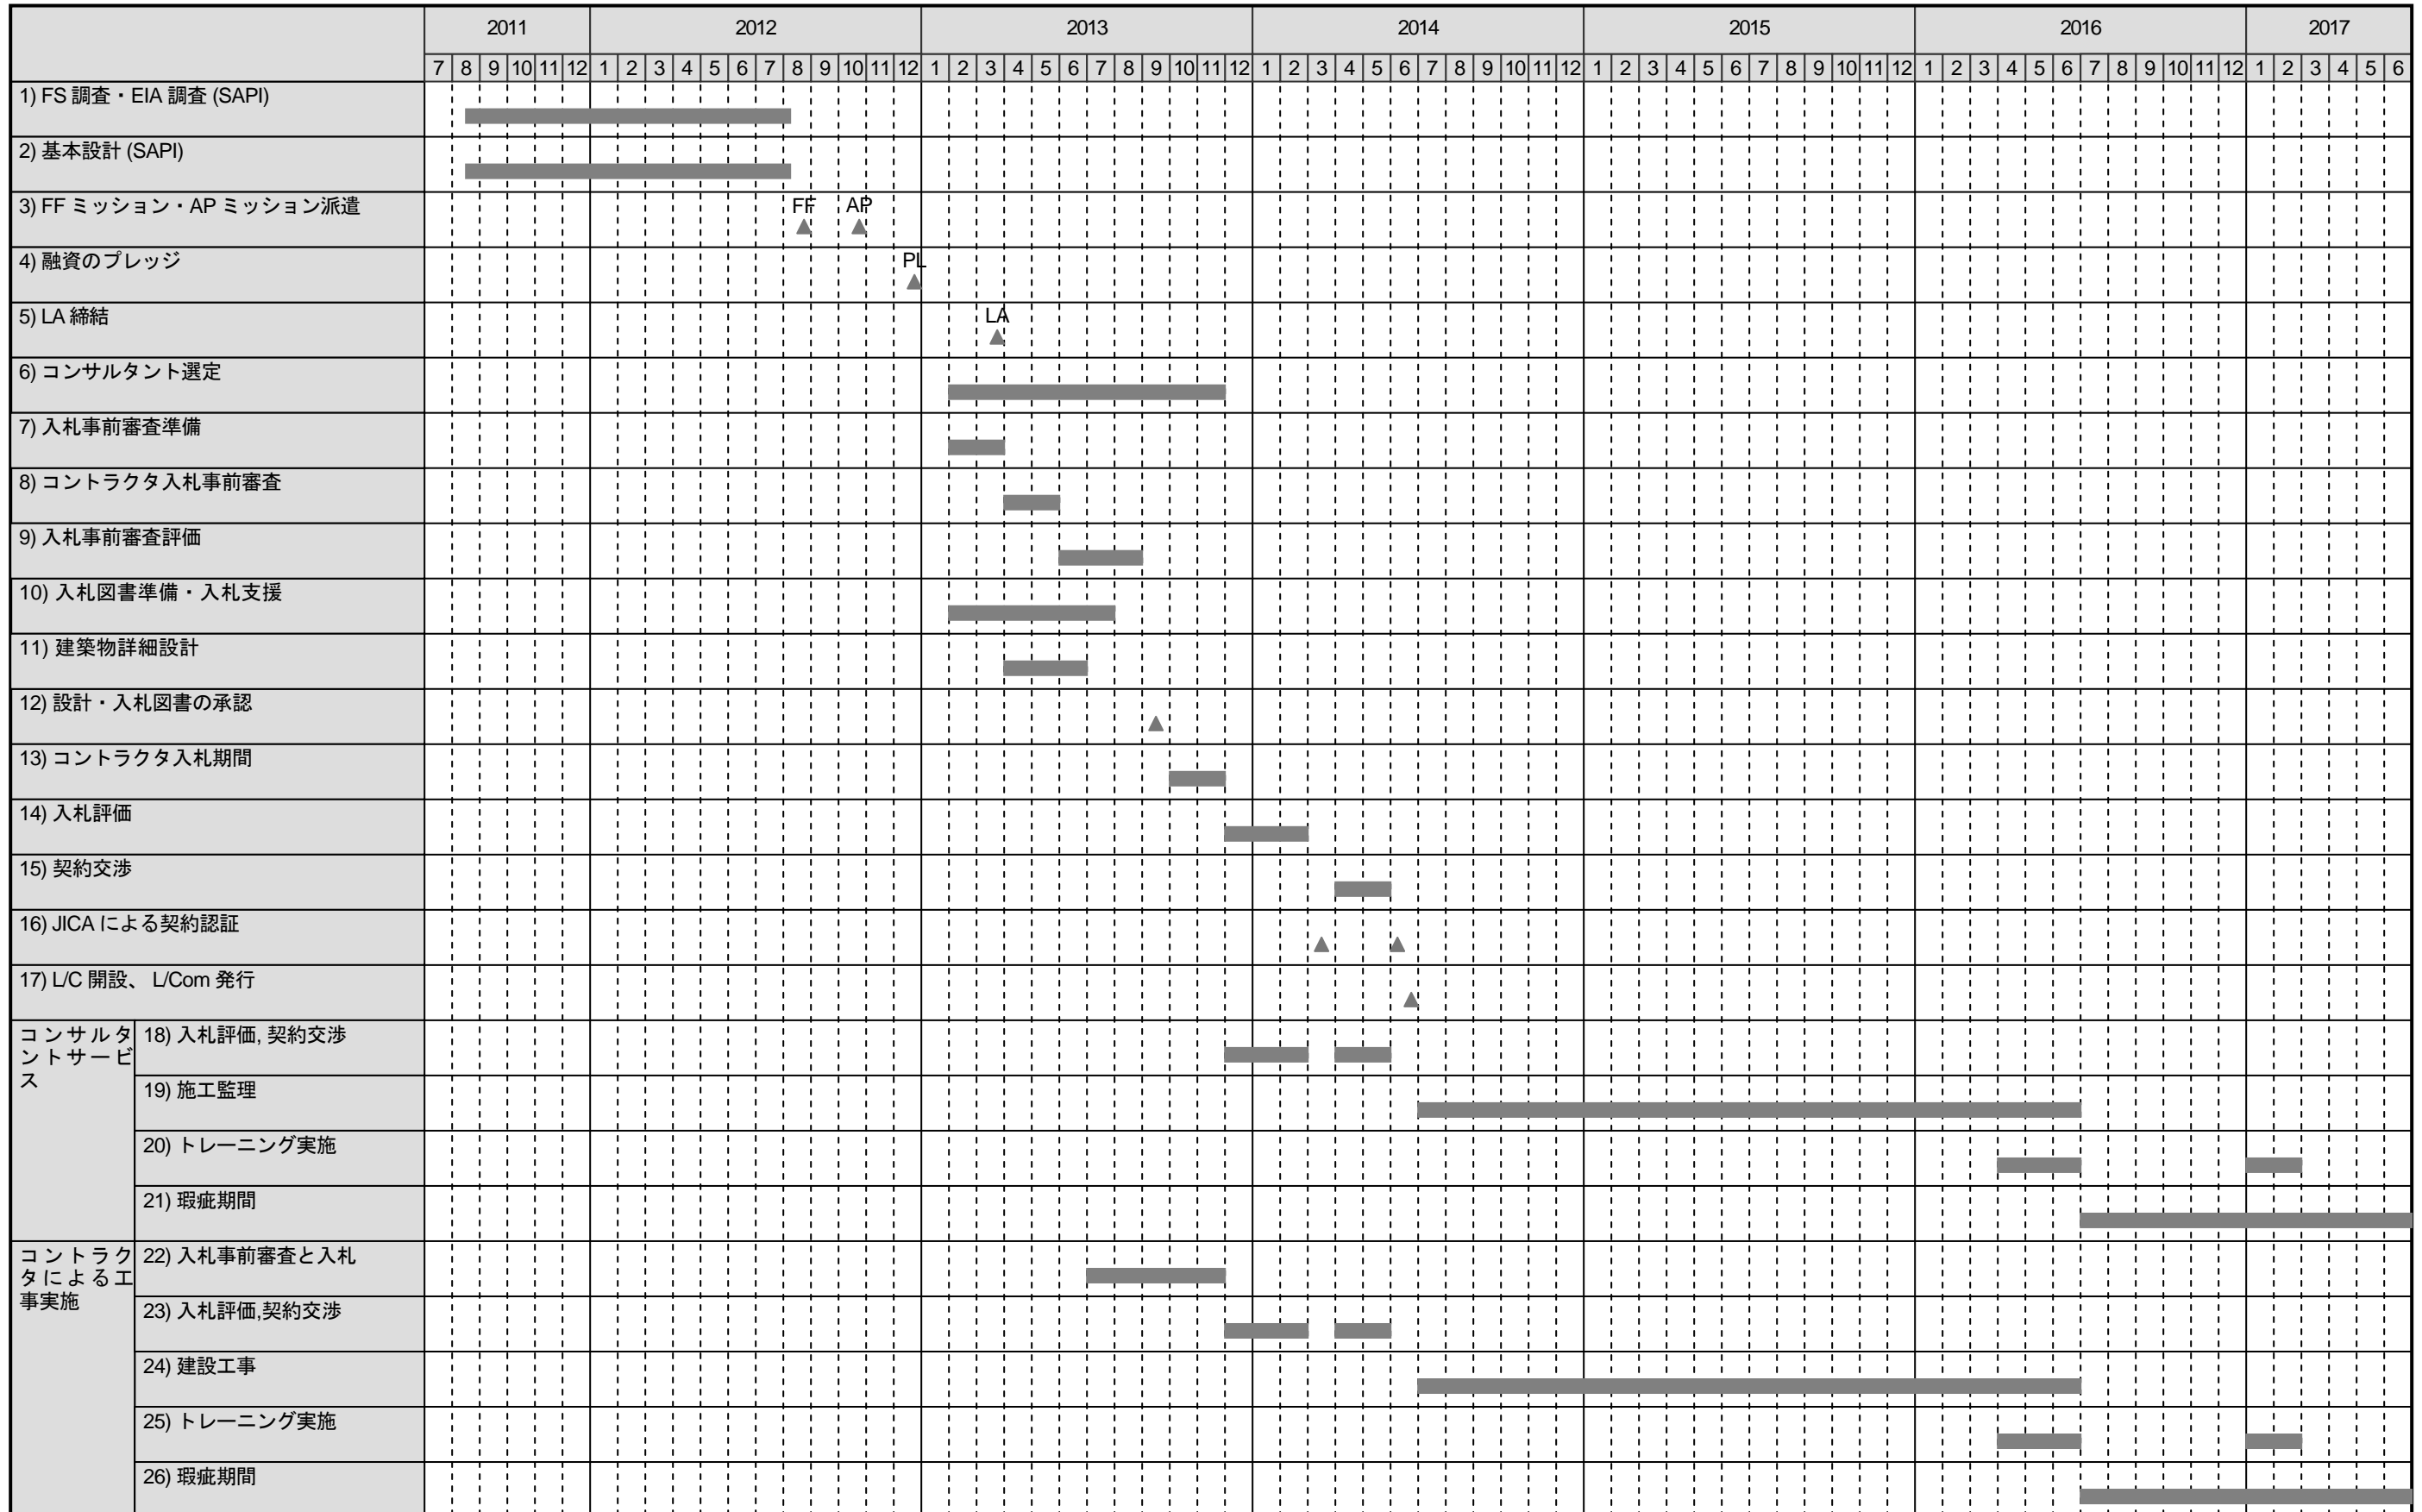 2011 2012 2013 2014 2015 2016 2017
7 8 9 10 11 12 1 2 3 4 5 6 7 8 9 10 11 12 1 2 3 4 5 6 7 8 9 10 11 12 1 2 3 4 5 6 7 8 9 10 11 12 1 2 3 4 5 6 7 8 9 10 11 12 1 2 3 4 5 6 7 8 9 10 11 12 1 2 3 4 5 6
1) FS 調査・EIA 調査 (SAPI)
2) 基本設計 (SAPI)
3) FF ミッション・AP ミッション派遣
FF AP
4) 融資のプレッジ
PL
5) LA 締結
LA
6) コンサルタント選定
7) 入札事前審査準備
8) コントラクタ入札事前審査
9) 入札事前審査評価
10) 入札図書準備・入札支援
11) 建築物詳細設計
12) 設計・入札図書の承認
13) コントラクタ入札期間
14) 入札評価
15) 契約交渉
16) JICA による契約認証
17) L/C 開設、 L/Com 発行
コンサルタ
ントサービ
ス
18) 入札評価, 契約交渉
19) 施工監理
20) トレーニング実施
21) 瑕疵期間
コントラク
タによる工
事実施
22) 入札事前審査と入札
23) 入札評価,契約交渉
24) 建設工事
25) トレーニング実施
26) 瑕疵期間